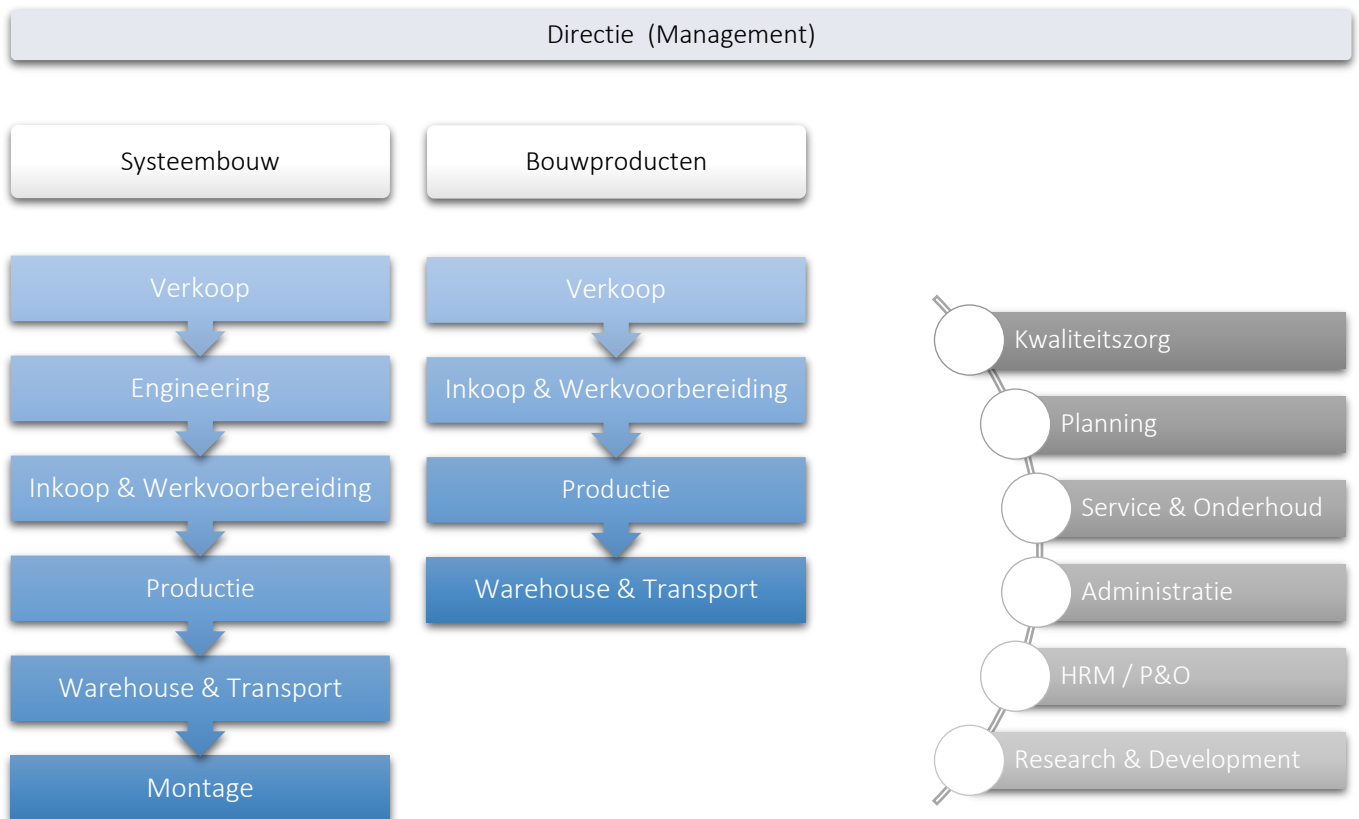 Directie (Management)
Systeembouw
Verkoop
Engineering
Inkoop & Werkvoorbereiding
Productie
Warehouse & Transport
Montage
Bouwproducten
Verkoop
Inkoop & Werkvoorbereiding
Productie
Warehouse & Transport
Kwaliteitszorg
Planning
Service & Onderhoud
Administratie
HRM / P&O
Research & Development